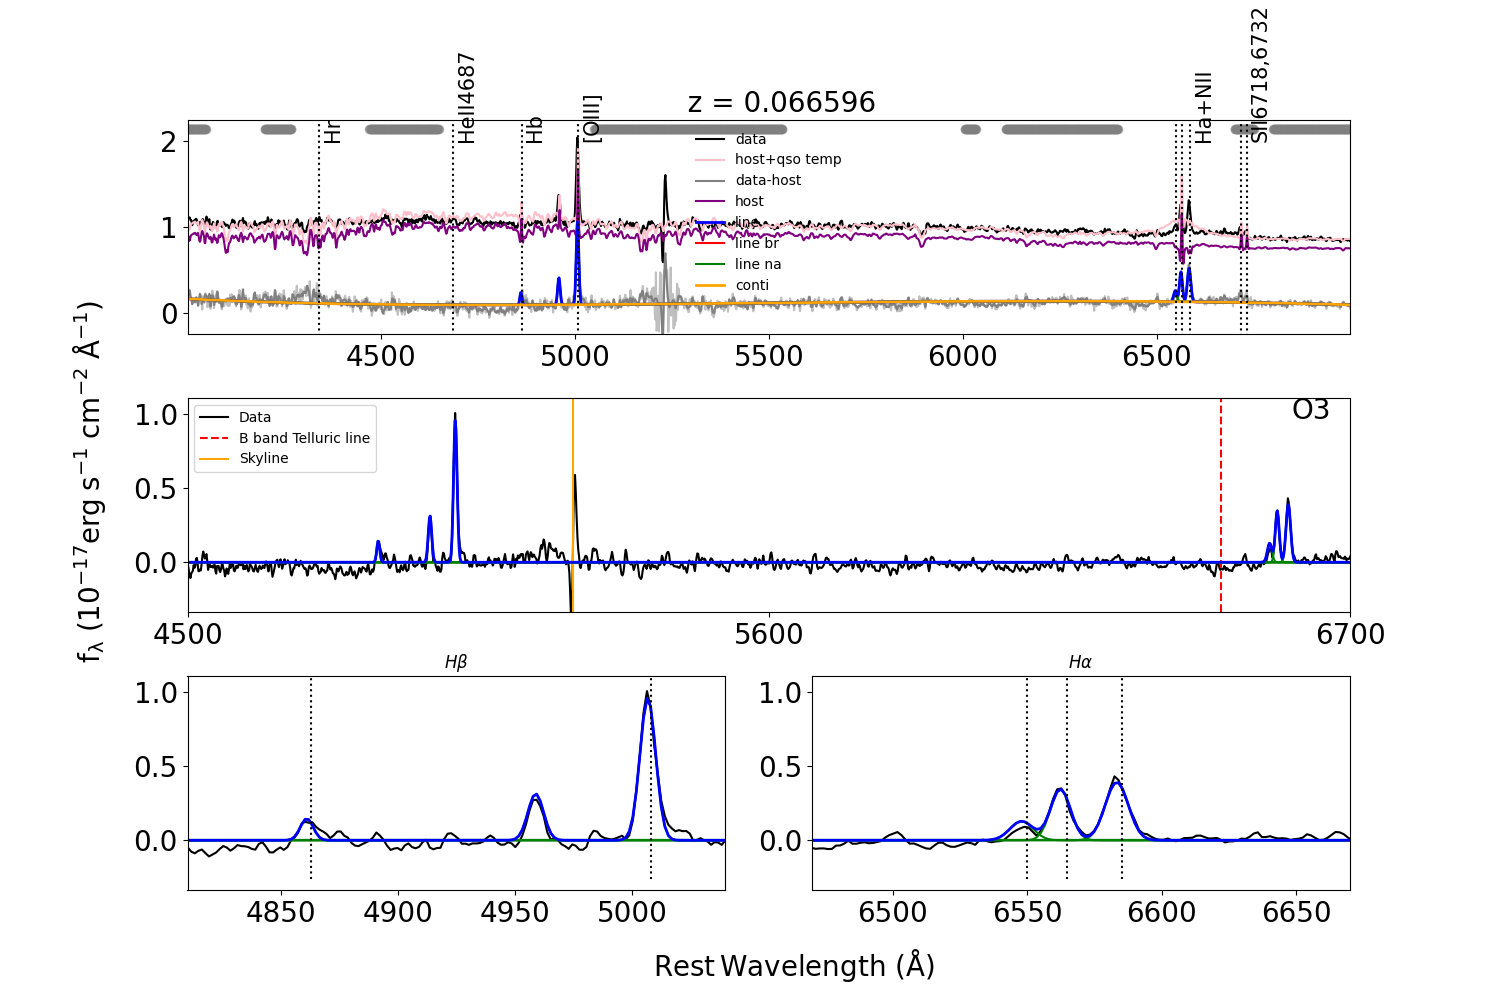 z = 0.066596
Hr
HeII4687
Hb
[OIII]
Ha+NII
SII6718,6732
data
host+qso temp
data-host
host
line
line br
line na
conti
2
1
0
4500
5000
5500
6000
6500
fλ (10⁻¹⁷erg s⁻¹ cm⁻² Å⁻¹)
O3
Data
B band Telluric line
Skyline
1.0
0.5
0.0
4500
5600
6700
Hβ
1.0
0.5
0.0
4850
4900
4950
5000
Hα
1.0
0.5
0.0
6500
6550
6600
6650
Rest Wavelength (Å)